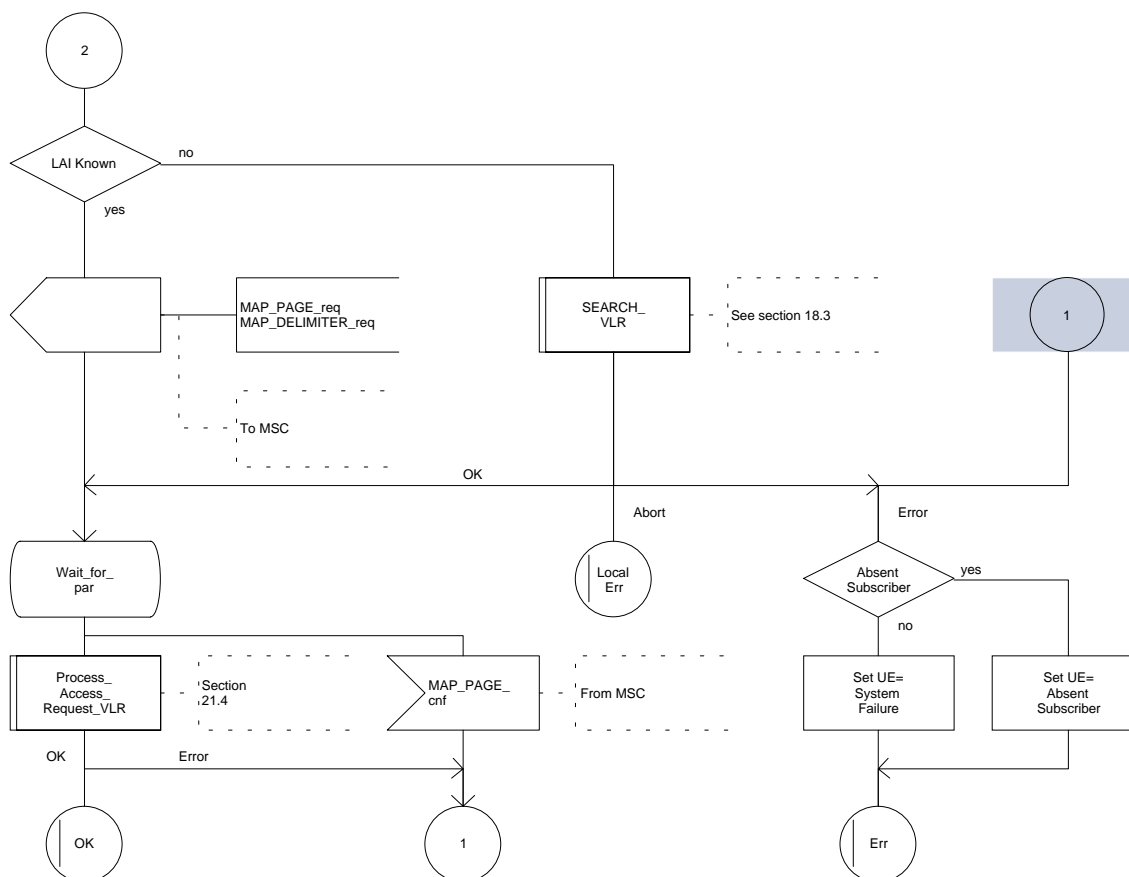 2
LAI Known
no
yes
MAP_PAGE_req
MAP_DELIMITER_req
SEARCH_
VLR
See section 18.3
1
To MSC
OK
Abort
Error
Wait_for_
par
Local
Err
Absent
Subscriber
yes
no
Process_
Access_
Request_VLR
Section
21.4
MAP_PAGE_
cnf
From MSC
Set UE=
System
Failure
Set UE=
Absent
Subscriber
OK
Error
OK
1
Err